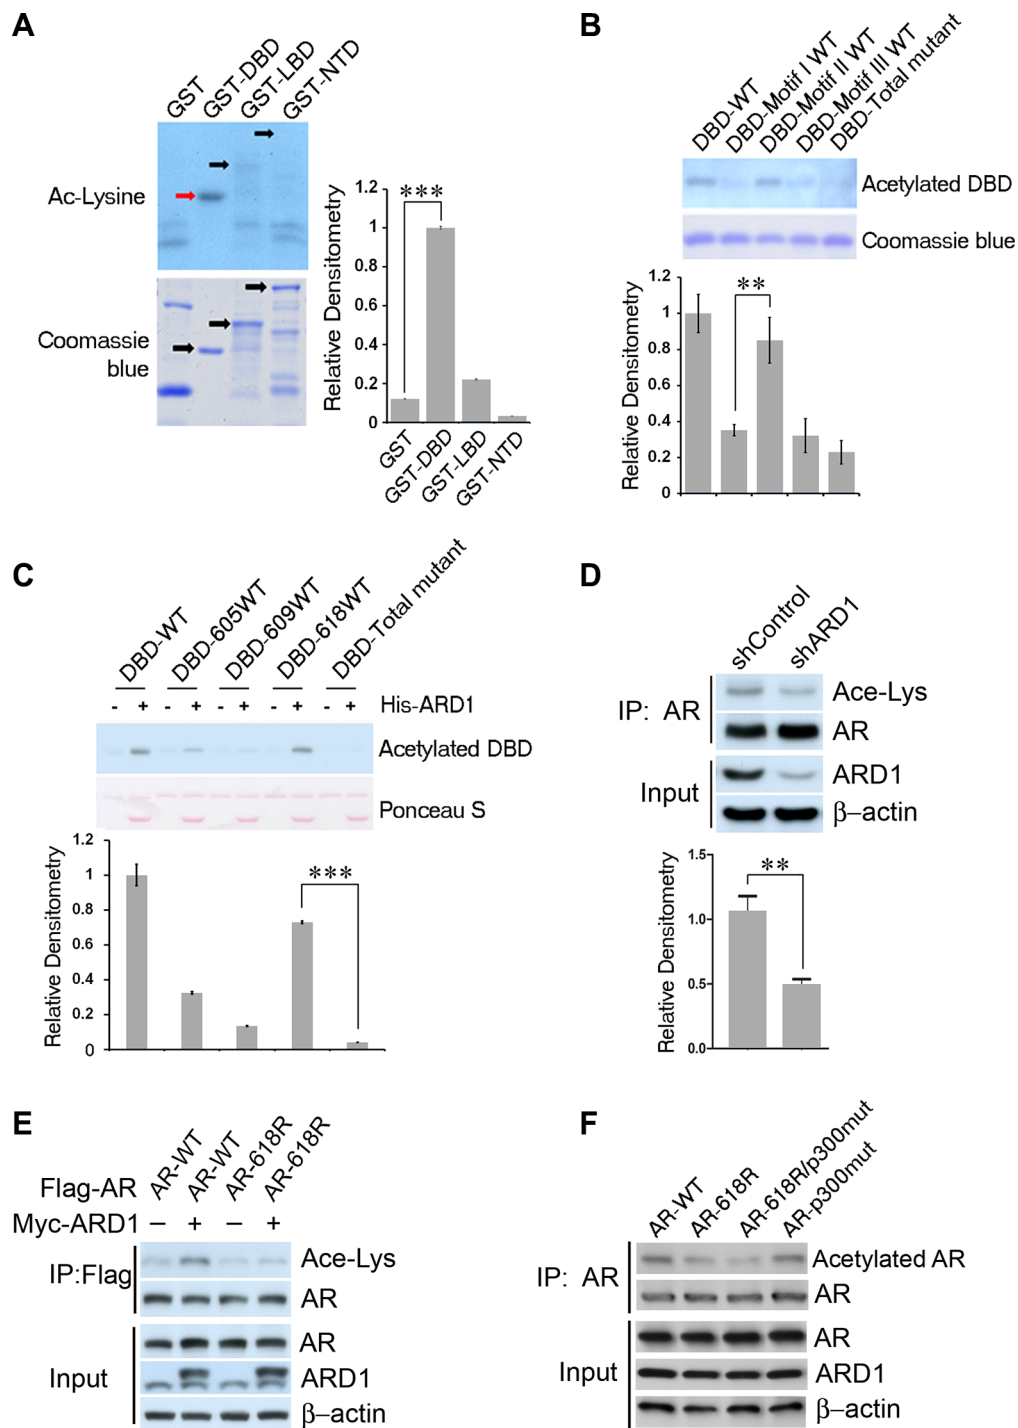 A
GST
GST-DBD
GST-LBD
GST-NTD
Ac-Lysine
Coomassie
blue
Relative Densitometry
1.2
1
0.8
0.6
0.4
0.2
0
***
GST
GST-DBD
GST-LBD
GST-NTD
B
DBD-WT
DBD-Motif I WT
DBD-Motif II WT
DBD-Motif III WT
DBD-Total mutant
Acetylated DBD
Coomassie blue
Relative Densitometry
1.2
1
0.8
0.6
0.4
0.2
0
**
C
DBD-WT
DBD-605WT
DBD-609WT
DBD-618WT
DBD-Total mutant
- + - + - + - + - + His-ARD1
Acetylated DBD
Ponceau S
Relative Densitometry
1.2
1
0.8
0.6
0.4
0.2
0
***
D
shControl
shARD1
IP: AR
Ace-Lys
AR
Input
ARD1
β–actin
Relative Densitometry
1.5
1.0
0.5
0.0
**
E
Flag-AR
AR-WT
AR-WT
AR-618R
AR-618R
Myc-ARD1 – + – +
IP:Flag
Ace-Lys
AR
Input
AR
ARD1
β–actin
F
AR-WT
AR-618R
AR-618R/p300mut
AR-p300mut
IP: AR
Acetylated AR
AR
Input
AR
ARD1
β–actin